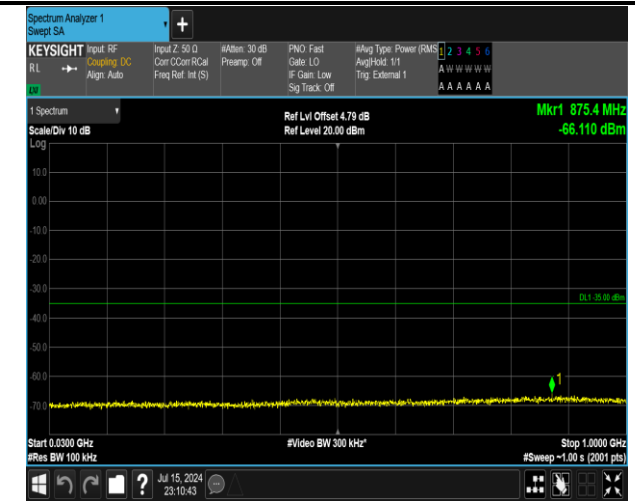 Spectrum Analyzer 1
Swept SA
+
KEYSIGHT Input: RF Input Z: 50 Ω #Atten: 30 dB PNO: Fast #Avg Type: Power (RMS 1 2 3 4 5 6
RL Coupling: DC Corr CCorr RCal Preamp: Off Gate: LO Avg|Hold: 1/1 A W W W W W
Align: Auto Freq Ref: Int (S) IF Gain: Low Trig: External 1
Sig Track: Off A A A A A A
1 Spectrum Ref Lvl Offset 4.79 dB Mkr1 875.4 MHz
Scale/Div 10 dB Ref Level 20.00 dBm -66.110 dBm
Log
10.0
0.00
-10.0
-20.0
-30.0
DL1 -35.00 dBm
-40.0
-50.0
-60.0
1
-70.0
Start 0.0300 GHz #Video BW 300 kHz* Stop 1.0000 GHz
#Res BW 100 kHz #Sweep ~1.00 s (2001 pts)
? Jul 15, 2024
23:10:43